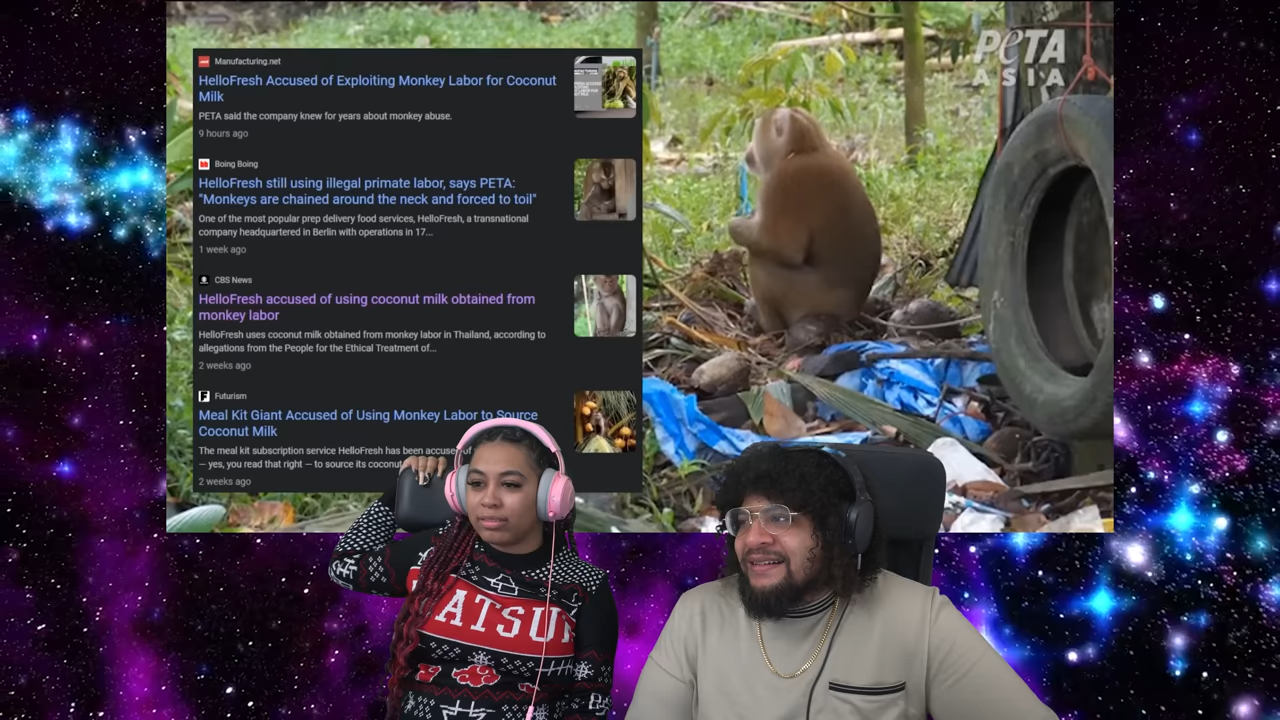 PETA
ASIA
Manufacturing.net
HelloFresh Accused of Exploiting Monkey Labor for Coconut
Milk
PETA said the company knew for years about monkey abuse.
9 hours ago
Boing Boing
HelloFresh still using illegal primate labor, says PETA:
"Monkeys are chained around the neck and forced to toil"
One of the most popular prep delivery food services, HelloFresh, a transnational
company headquartered in Berlin with operations in 17...
1 week ago
CBS News
HelloFresh accused of using coconut milk obtained from
monkey labor
HelloFresh uses coconut milk obtained from monkey labor in Thailand, according to
allegations from the People for the Ethical Treatment of...
2 weeks ago
Futurism
Meal Kit Giant Accused of Using Monkey Labor to Source
Coconut Milk
The meal kit subscription service HelloFresh has been accused of
— yes, you read that right — to source its coconut
2 weeks ago
ATSU